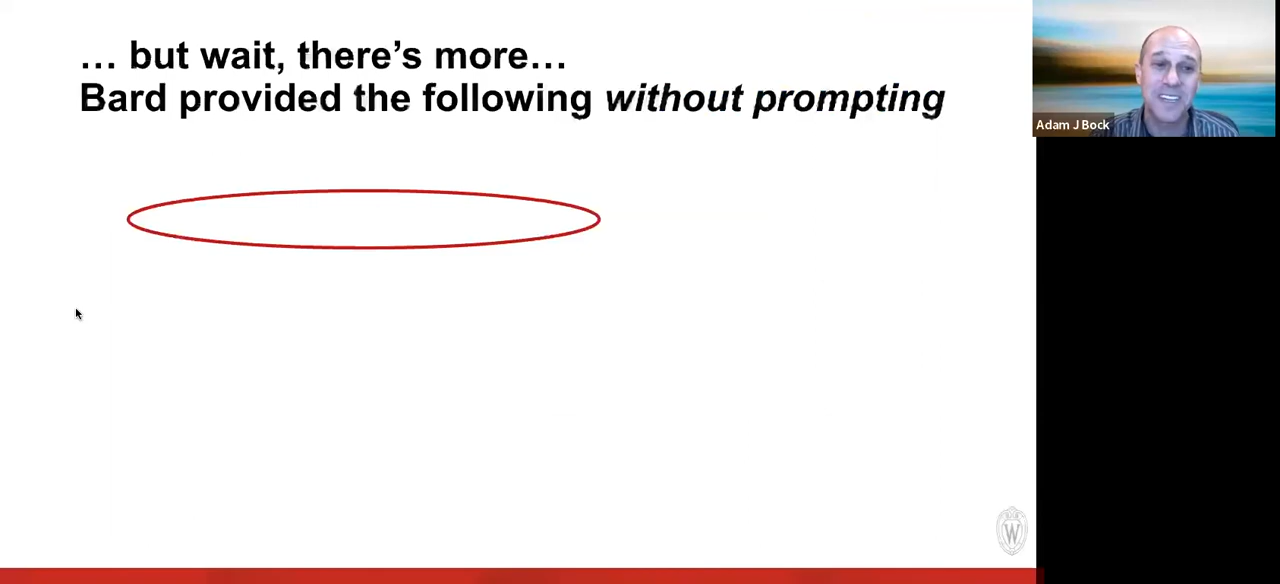 … but wait, there’s more…
Bard provided the following without prompting
Adam J Bock
W